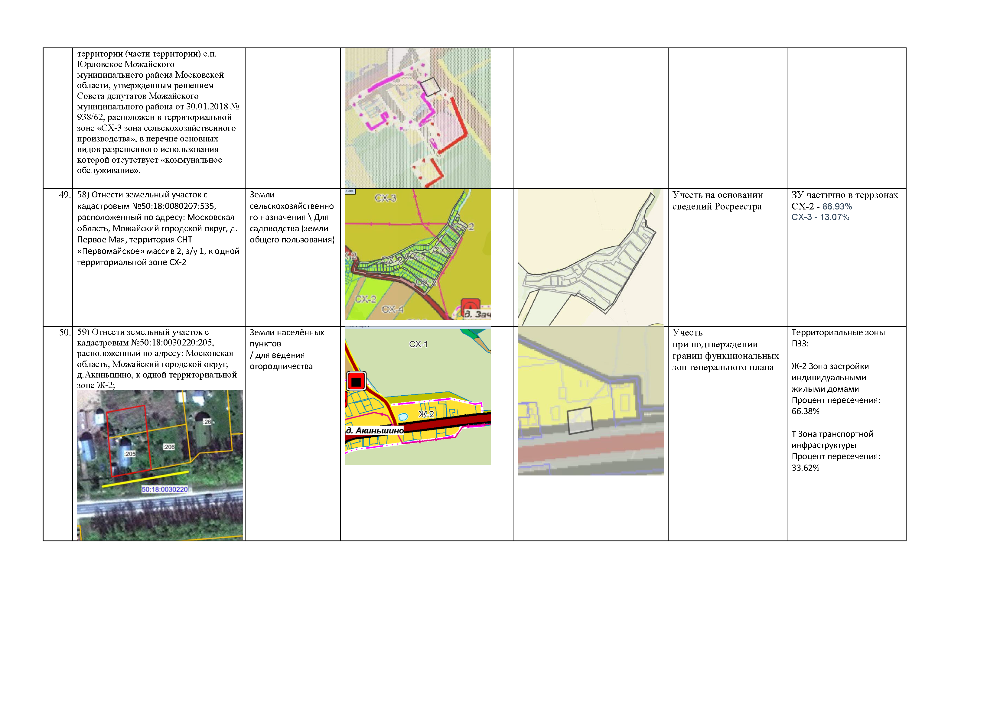 территории (части территории) с.п.
Юрловское Можайского
муниципального района Московской
области, утвержденным решением
Совета депутатов Можайского
муниципального района от 30.01.2018 №
938/62, расположен в территориальной
зоне «СХ-3 зона сельскохозяйственного
производства», в перечне основных
видов разрешенного использования
которой отсутствует «коммунальное
обслуживание».
49.
58) Отнести земельный участок с
кадастровым №50:18:0080207:535,
расположенный по адресу: Московская
область, Можайский городской округ, д.
Первое Мая, территория СНТ
«Первомайское» массив 2, з/у 1, к одной
территориальной зоне СХ-2
Земли
сельскохозяйственно
го назначения \ Для
садоводства (земли
общего пользования)
СХ-3
-2
СХ-2
СХ-4
д. Зач
Учесть на основании
сведений Росреестра
ЗУ частично в террзонах
СХ-2 - 86.93%
СХ-3 - 13.07%
50.
59) Отнести земельный участок с
кадастровым №50:18:0030220:205,
расположенный по адресу: Московская
область, Можайский городской округ,
д.Акиньшино, к одной территориальной
зоне Ж-2;
:26
:206
:205
50:18:0030220
Земли населённых
пунктов
/ для ведения
огородничества
СХ-1
Ж-2
д. Акиньшино
Учесть
при подтверждении
границ функциональных
зон генерального плана
Территориальные зоны
ПЗЗ:
Ж-2 Зона застройки
индивидуальными
жилыми домами
Процент пересечения:
66.38%
Т Зона транспортной
инфраструктуры
Процент пересечения:
33.62%